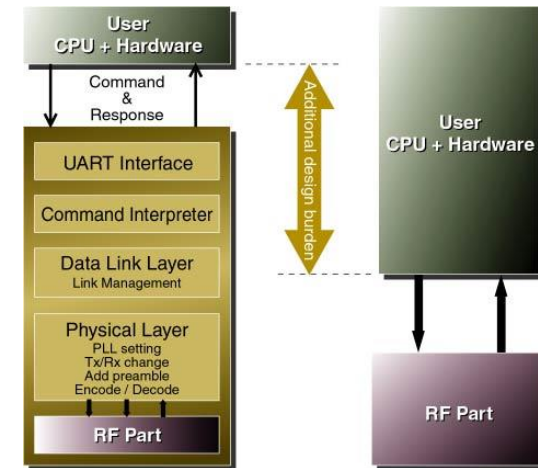 User
CPU + Hardware
Command
&
Response
UART Interface
Command Interpreter
Data Link Layer
Link Management
Physical Layer
PLL setting
Tx/Rx change
Add preamble
Encode / Decode
RF Part
Additional design burden
User
CPU + Hardware
RF Part